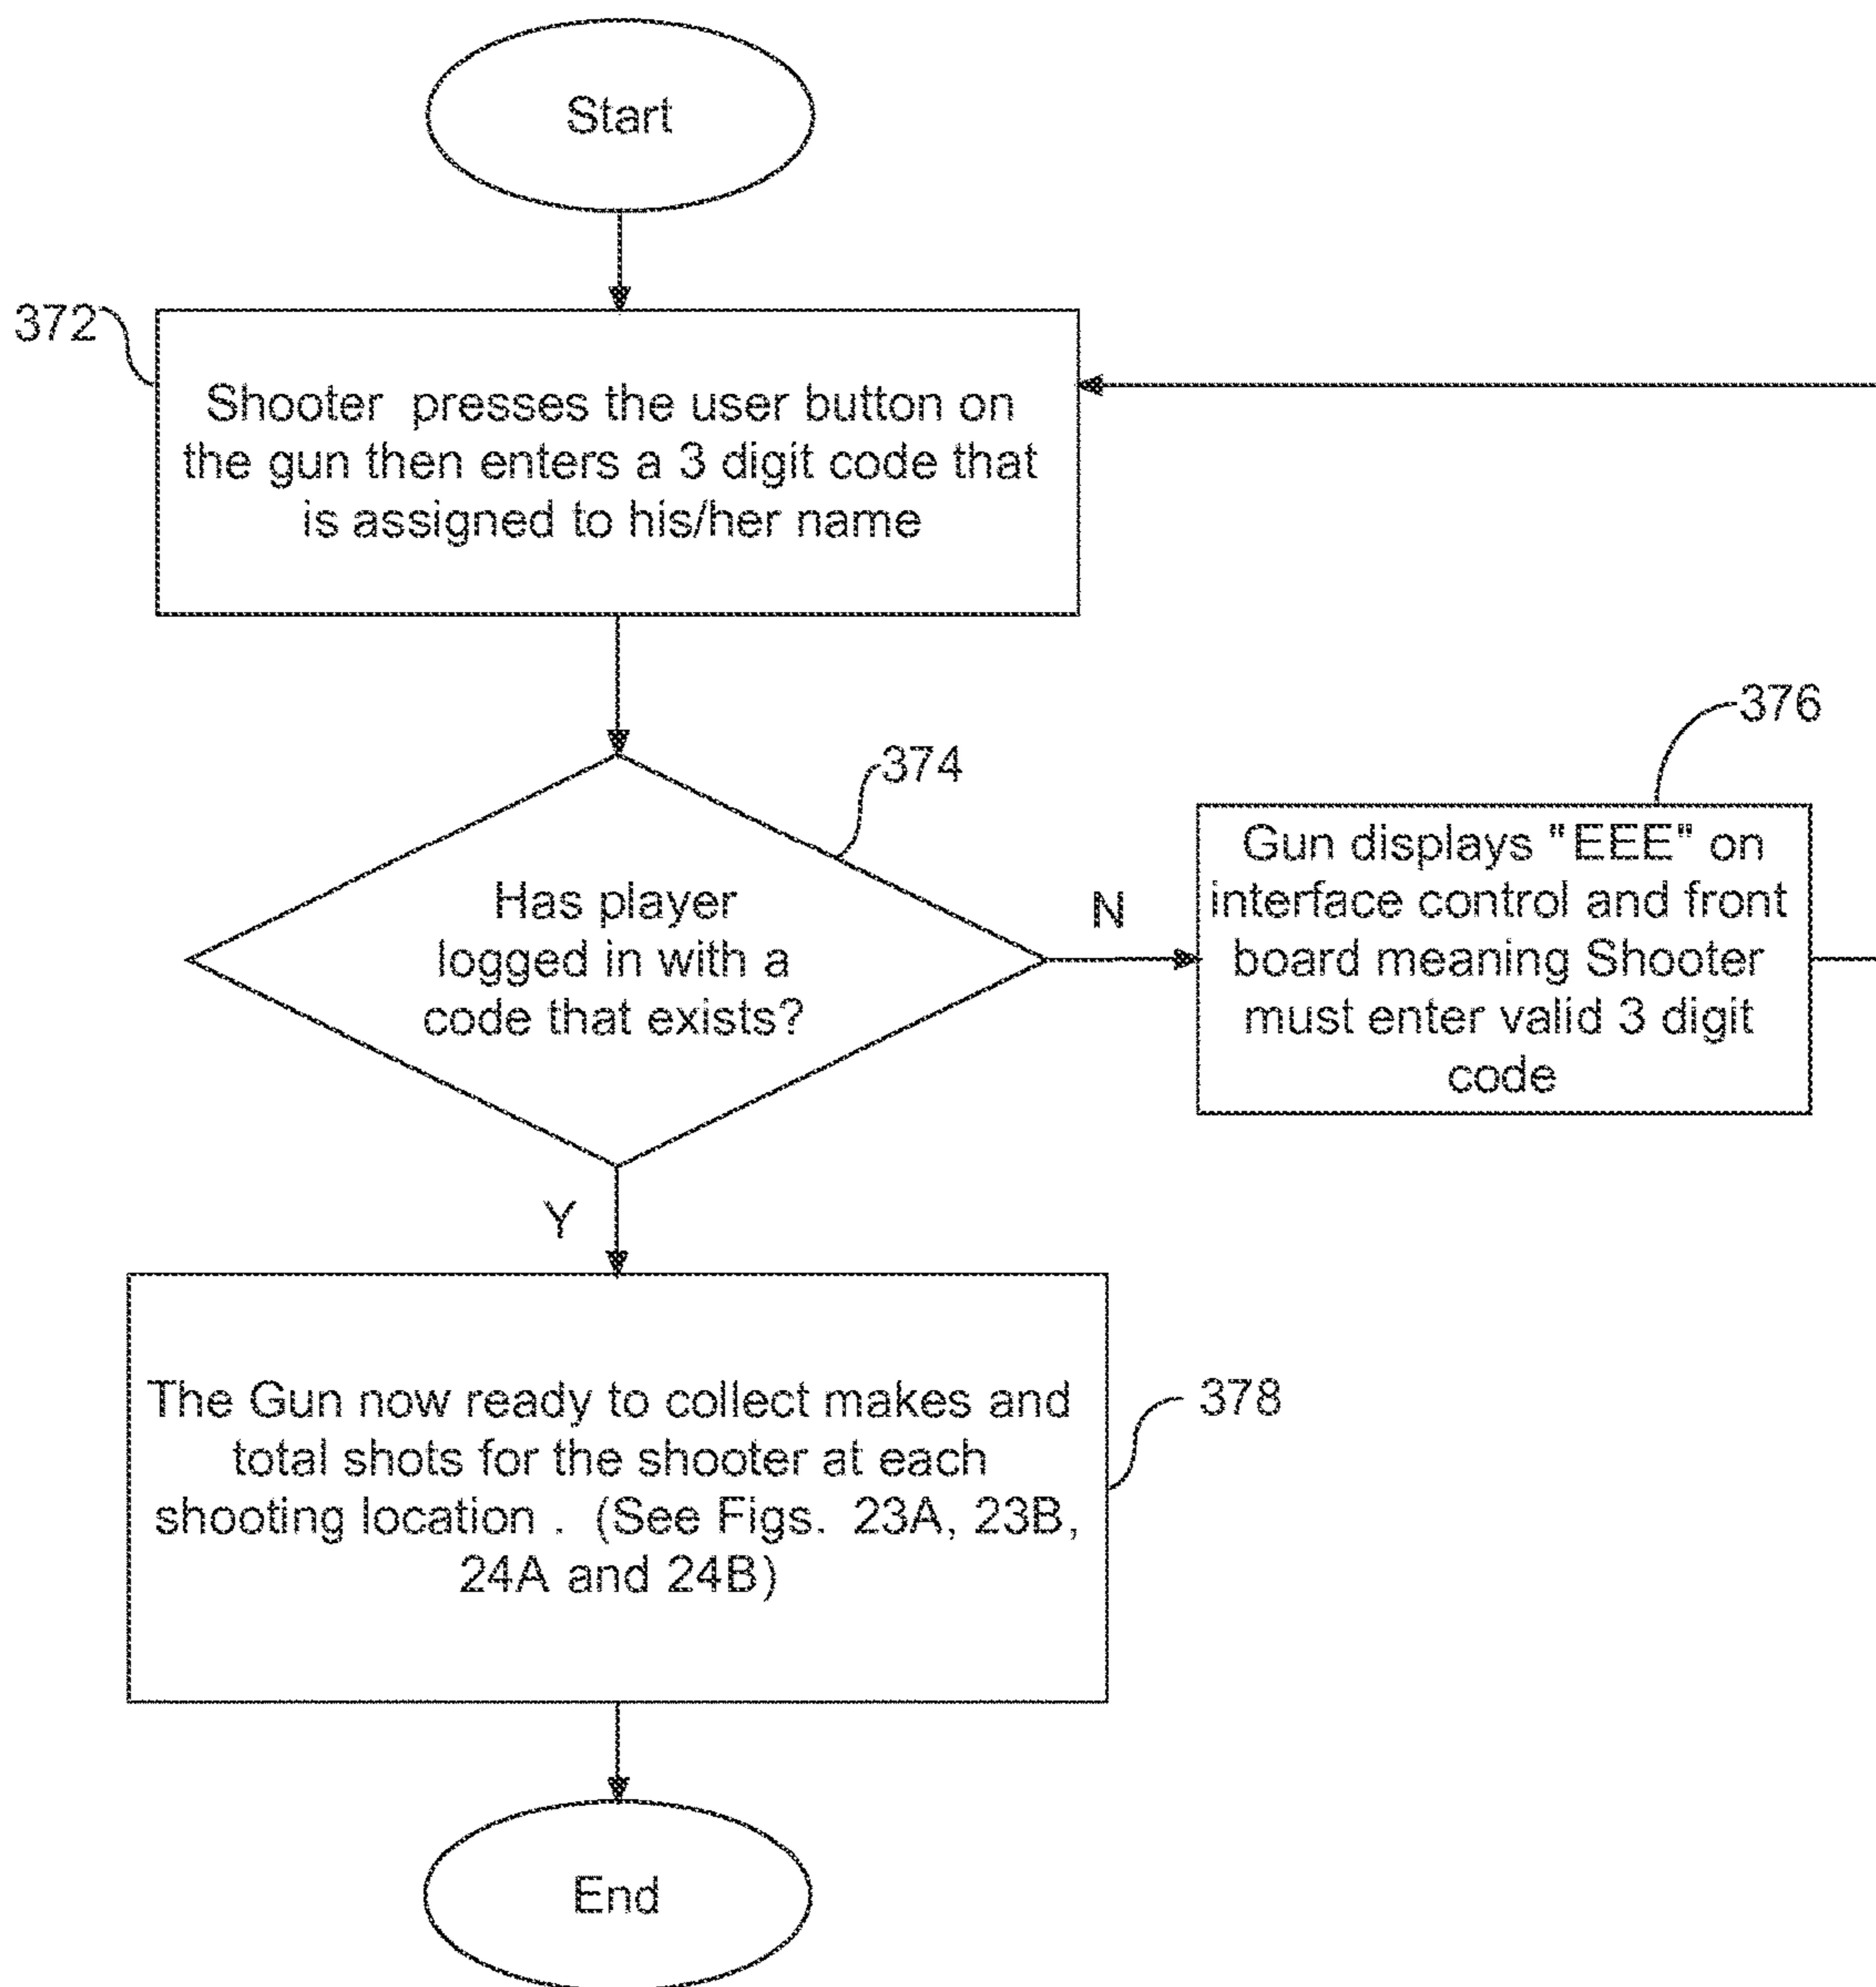 Start
372
Shooter presses the user button on
the gun then enters a 3 digit code that
is assigned to his/her name
376
374
Has player
logged in with a
code that exists?
N
Gun displays "EEE" on
interface control and front
board meaning Shooter
must enter valid 3 digit
code
Y
The Gun now ready to collect makes and
total shots for the shooter at each
shooting location . (See Figs. 23A, 23B,
24A and 24B)
378
End